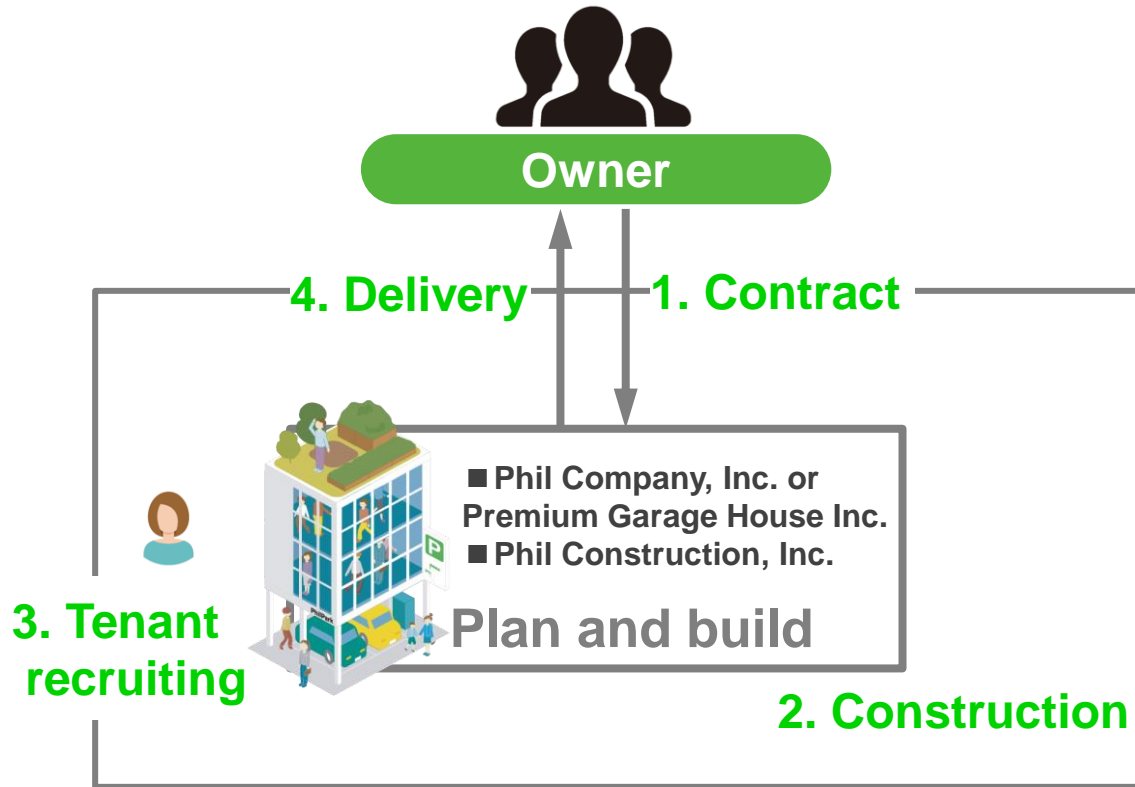 Owner
4. Delivery
1. Contract
■ Phil Company, Inc. or
Premium Garage House Inc.
■ Phil Construction, Inc.
Plan and build
P
PhilPark
3. Tenant
recruiting
2. Construction